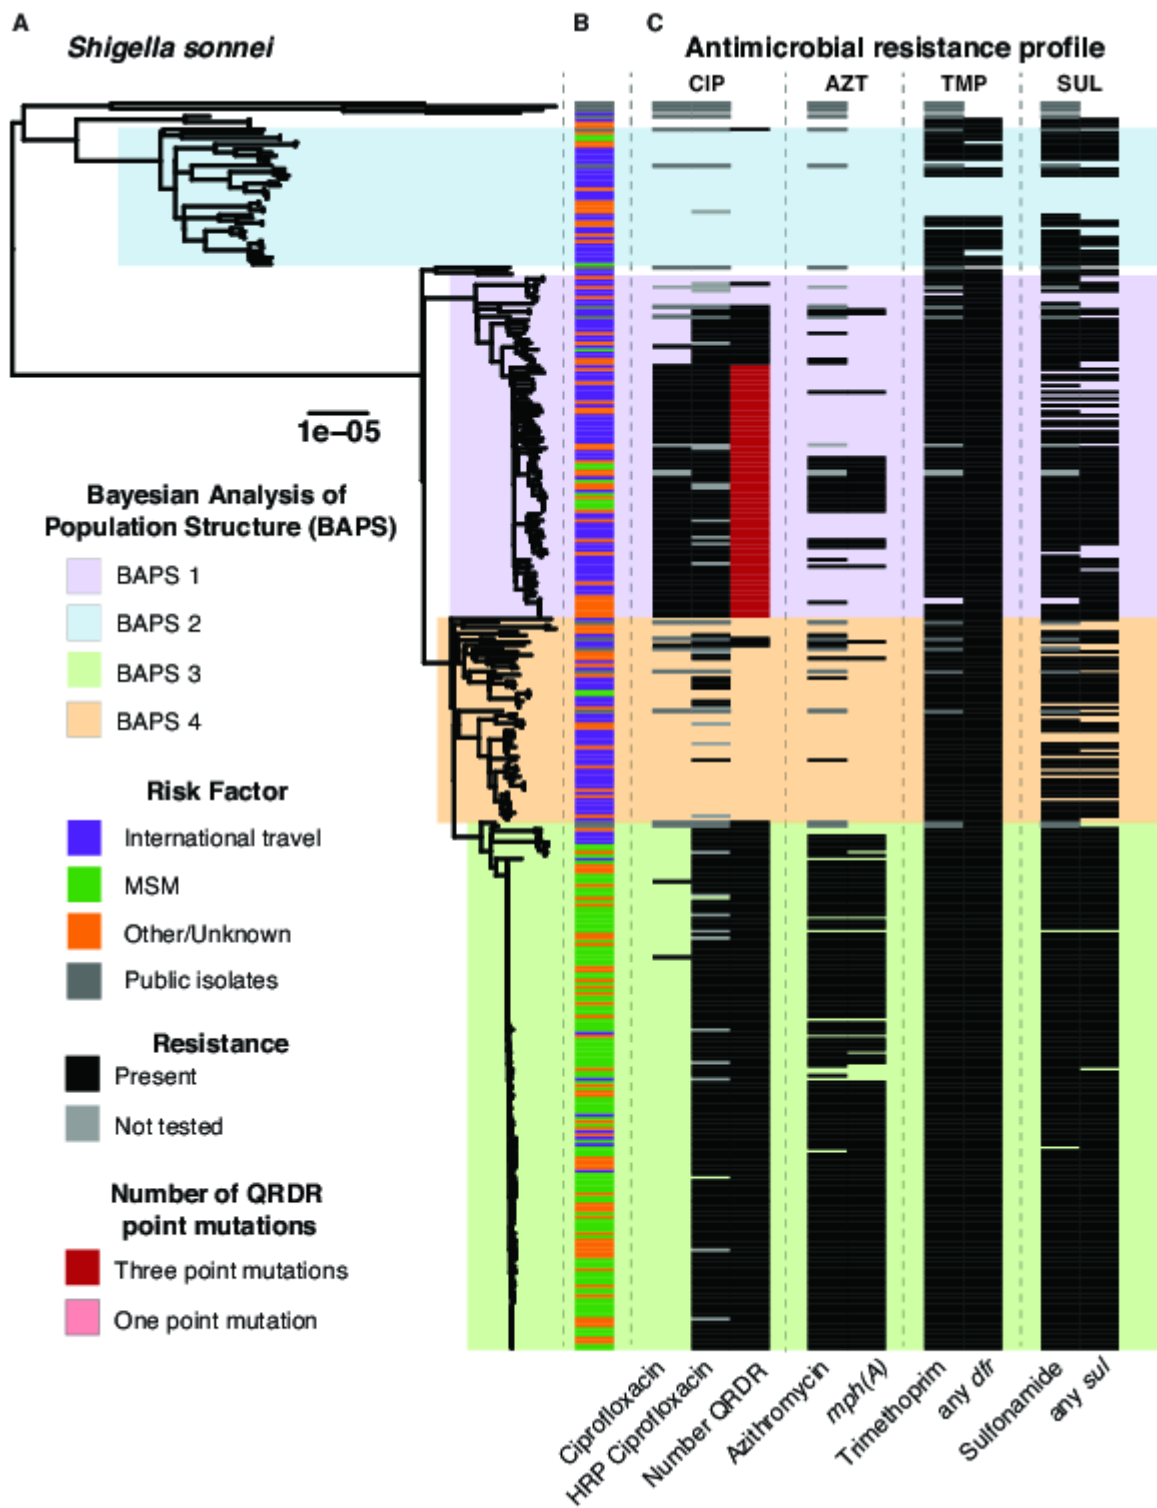 A
B
C
Shigella sonnei
Antimicrobial resistance profile
CIP
AZT
TMP
SUL
1e−05
Bayesian Analysis of
Population Structure (BAPS)
BAPS 1
BAPS 2
BAPS 3
BAPS 4
Risk Factor
International travel
MSM
Other/Unknown
Public isolates
Resistance
Present
Not tested
Number of QRDR
point mutations
Three point mutations
One point mutation
Ciprofloxacin
HRP Ciprofloxacin
Number QRDR
Azithromycin
mph(A)
Trimethoprim
any dfr
Sulfonamide
any sul